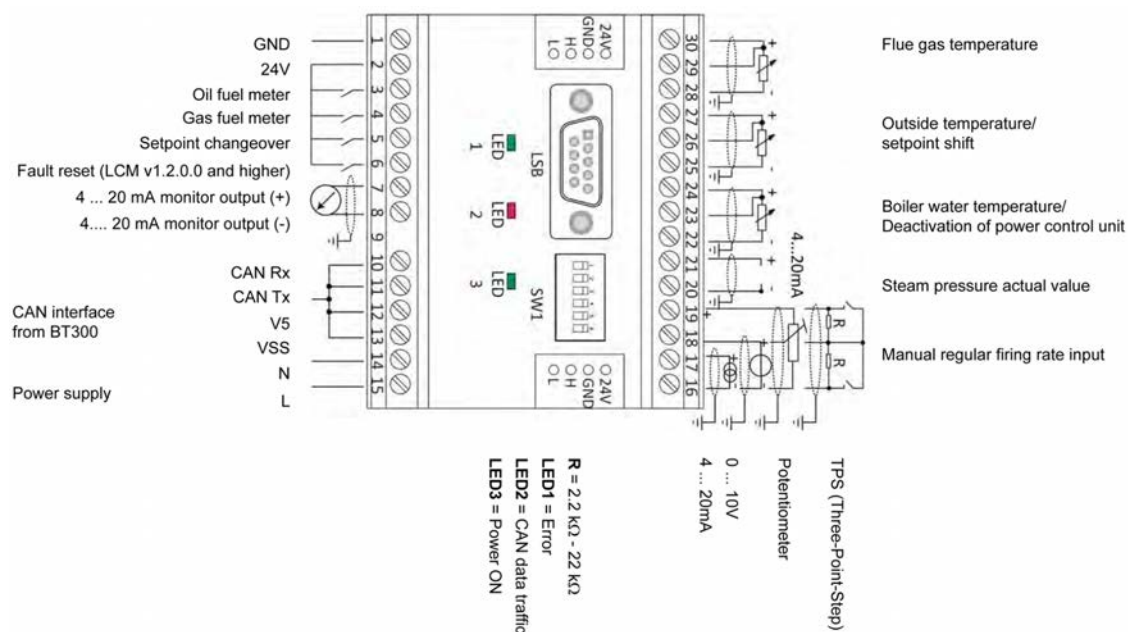 GND
24V
Oil fuel meter
Gas fuel meter
Setpoint changeover
Fault reset (LCM v1.2.0.0 and higher)
4 ... 20 mA monitor output (+)
4.... 20 mA monitor output (-)
CAN Rx
CAN Tx
CAN interface
from BT300
V5
VSS
N
Power supply
L
1
2
3
4
5
6
7
8
9
10
11
12
13
14
15
24V
GND
H
L
LSB
LED
1
LED
2
LED
3
SW1
24V
GND
H
L
30
29
28
27
26
25
24
23
22
21
20
19
18
17
16
+
-
+
-
+
-
+
-
4...20mA
+
+
-
+
-
R
R
Flue gas temperature
Outside temperature/
setpoint shift
Boiler water temperature/
Deactivation of power control unit
Steam pressure actual value
Manual regular firing rate input
TPS (Three-Point-Step)
Potentiometer
0 ... 10V
4 ... 20mA
R = 2.2 kΩ - 22 kΩ
LED1 = Error
LED2 = CAN data traffic
LED3 = Power ON